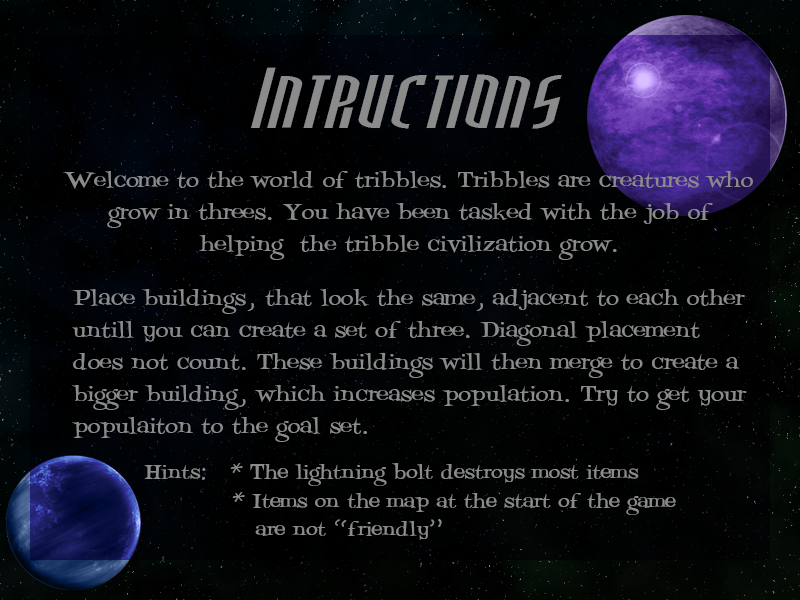 INTRUCTIONS
Welcome to the world of tribbles. Tribbles are creatures who
grow in threes. You have been tasked with the job of
helping the tribble civilization grow.
Place buildings, that look the same, adjacent to each other
untill you can create a set of three. Diagonal placement
does not count. These buildings will then merge to create a
bigger building, which increases population. Try to get your
populaiton to the goal set.
Hints: * The lightning bolt destroys most items
* Items on the map at the start of the game
are not “friendly”